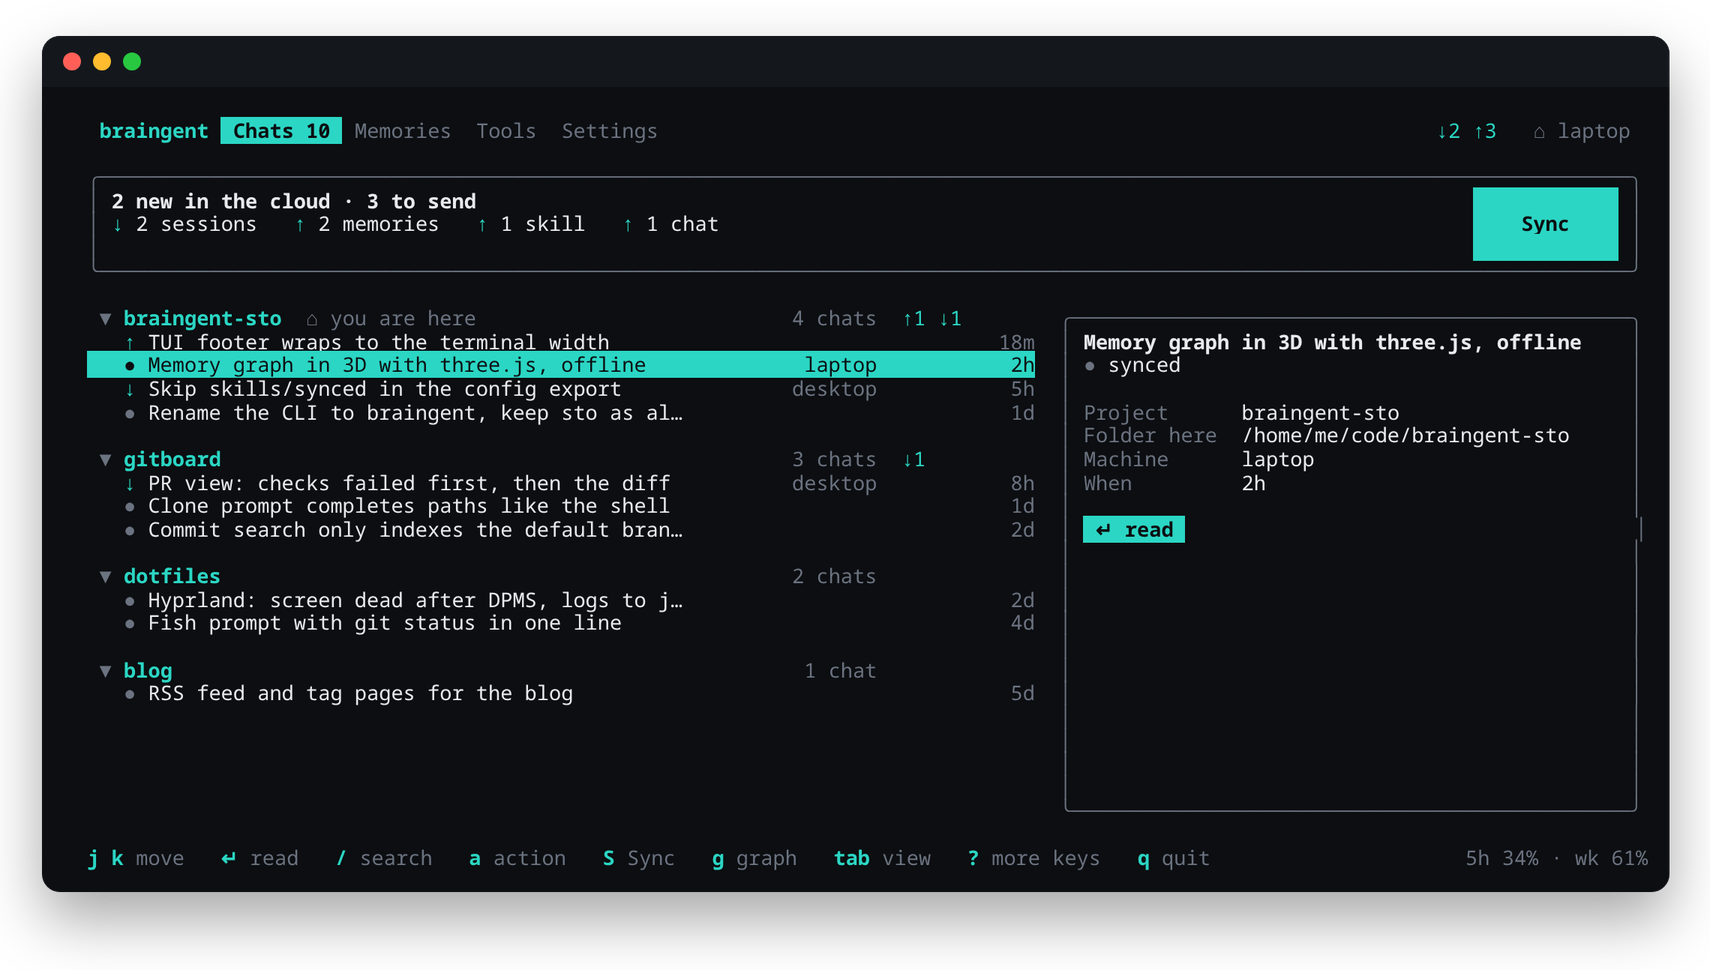 braingent Chats 10 Memories Tools Settings ↓2 ↑3 ⌂ laptop
2 new in the cloud · 3 to send
↓ 2 sessions ↑ 2 memories ↑ 1 skill ↑ 1 chat
Sync
▼ braingent-sto ⌂ you are here 4 chats ↑1 ↓1
↑ TUI footer wraps to the terminal width 18m
● Memory graph in 3D with three.js, offline laptop 2h
↓ Skip skills/synced in the config export desktop 5h
● Rename the CLI to braingent, keep sto as al… 1d
▼ gitboard 3 chats ↓1
↓ PR view: checks failed first, then the diff desktop 8h
● Clone prompt completes paths like the shell 1d
● Commit search only indexes the default bran… 2d
▼ dotfiles 2 chats
● Hyprland: screen dead after DPMS, logs to j… 2d
● Fish prompt with git status in one line 4d
▼ blog 1 chat
● RSS feed and tag pages for the blog 5d
Memory graph in 3D with three.js, offline
● synced
Project braingent-sto
Folder here /home/me/code/braingent-sto
Machine laptop
When 2h
↵ read
j k move ↵ read / search a action S Sync g graph tab view ? more keys q quit 5h 34% · wk 61%